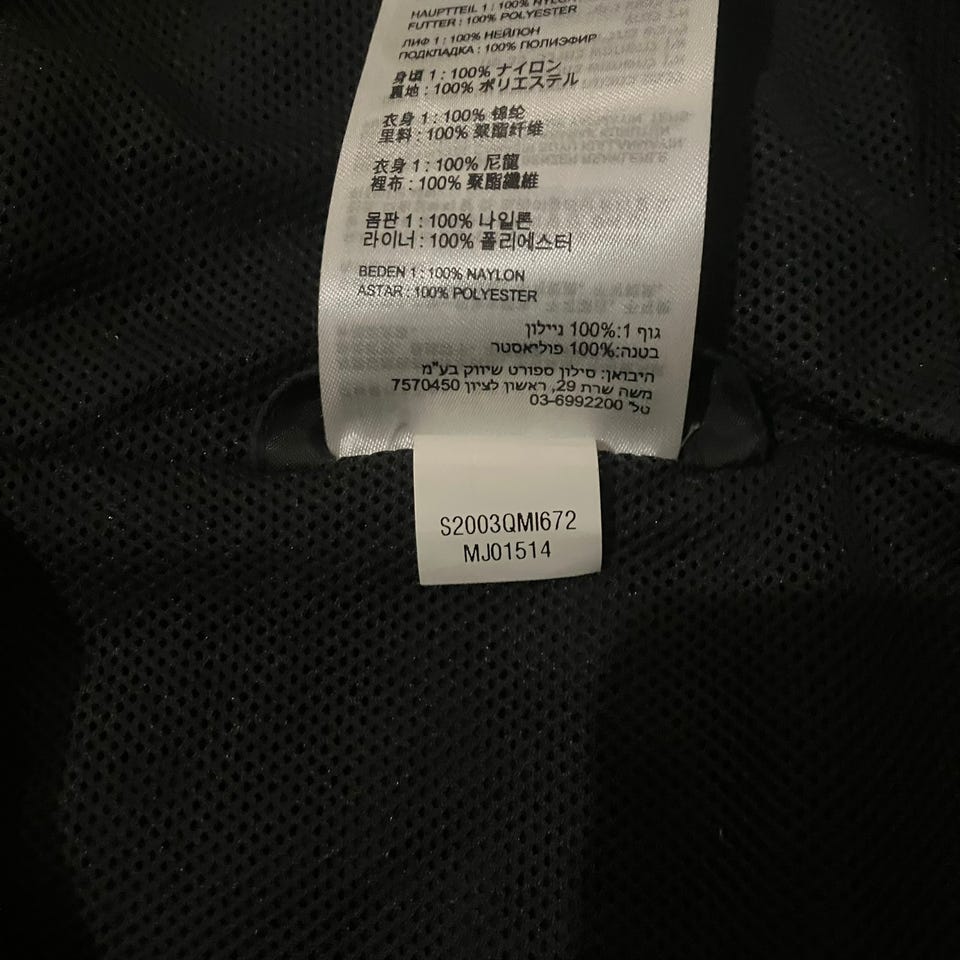 HAUPTTEIL 1 : 100% NYLON
FUTTER : 100% POLYESTER
ЛИФ 1 : 100% НЕЙЛОН
ПОДКЛАДКА : 100% ПОЛИЭФИР
身頃 1 : 100% ナイロン
裏地 : 100% ポリエステル
衣身 1 : 100% 锦纶
里料 : 100% 聚酯纤维
衣身 1 : 100% 尼龍
裡布 : 100% 聚酯纖維
몸판 1 : 100% 나일론
라이너 : 100% 폴리에스터
BEDEN 1 : 100% NAYLON
ASTAR : 100% POLYESTER
גוף 1:100% ניילון
בטנה:100% פוליאסטר
היבואן: סילון ספורט שיווק בע"מ
משה שרת 29, ראשון לציון 7570450
טל' 03-6992200
S2003QMI672
MJ01514